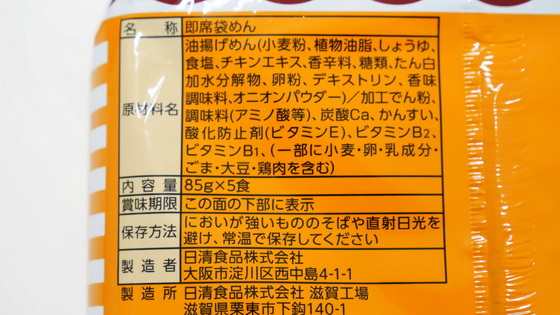 名称 即席袋めん
原材料名 油揚げめん(小麦粉、植物油脂、しょうゆ、
食塩、チキンエキス、香辛料、糖類、たん白
加水分解物、卵粉、デキストリン、香味
調味料、オニオンパウダー)／加工でん粉、
調味料(アミノ酸等)、炭酸Ca、かんすい、
酸化防止剤(ビタミンE)、ビタミンB₂、
ビタミンB₁、(一部に小麦・卵・乳成分・
ごま・大豆・鶏肉を含む)
内容量 85g×5食
賞味期限 この面の下部に表示
保存方法 においが強いもののそばや直射日光を
避け、常温で保存してください
製造者 日清食品株式会社
大阪市淀川区西中島4-1-1
製造所 日清食品株式会社 滋賀工場
滋賀県栗東市下鈎140-1